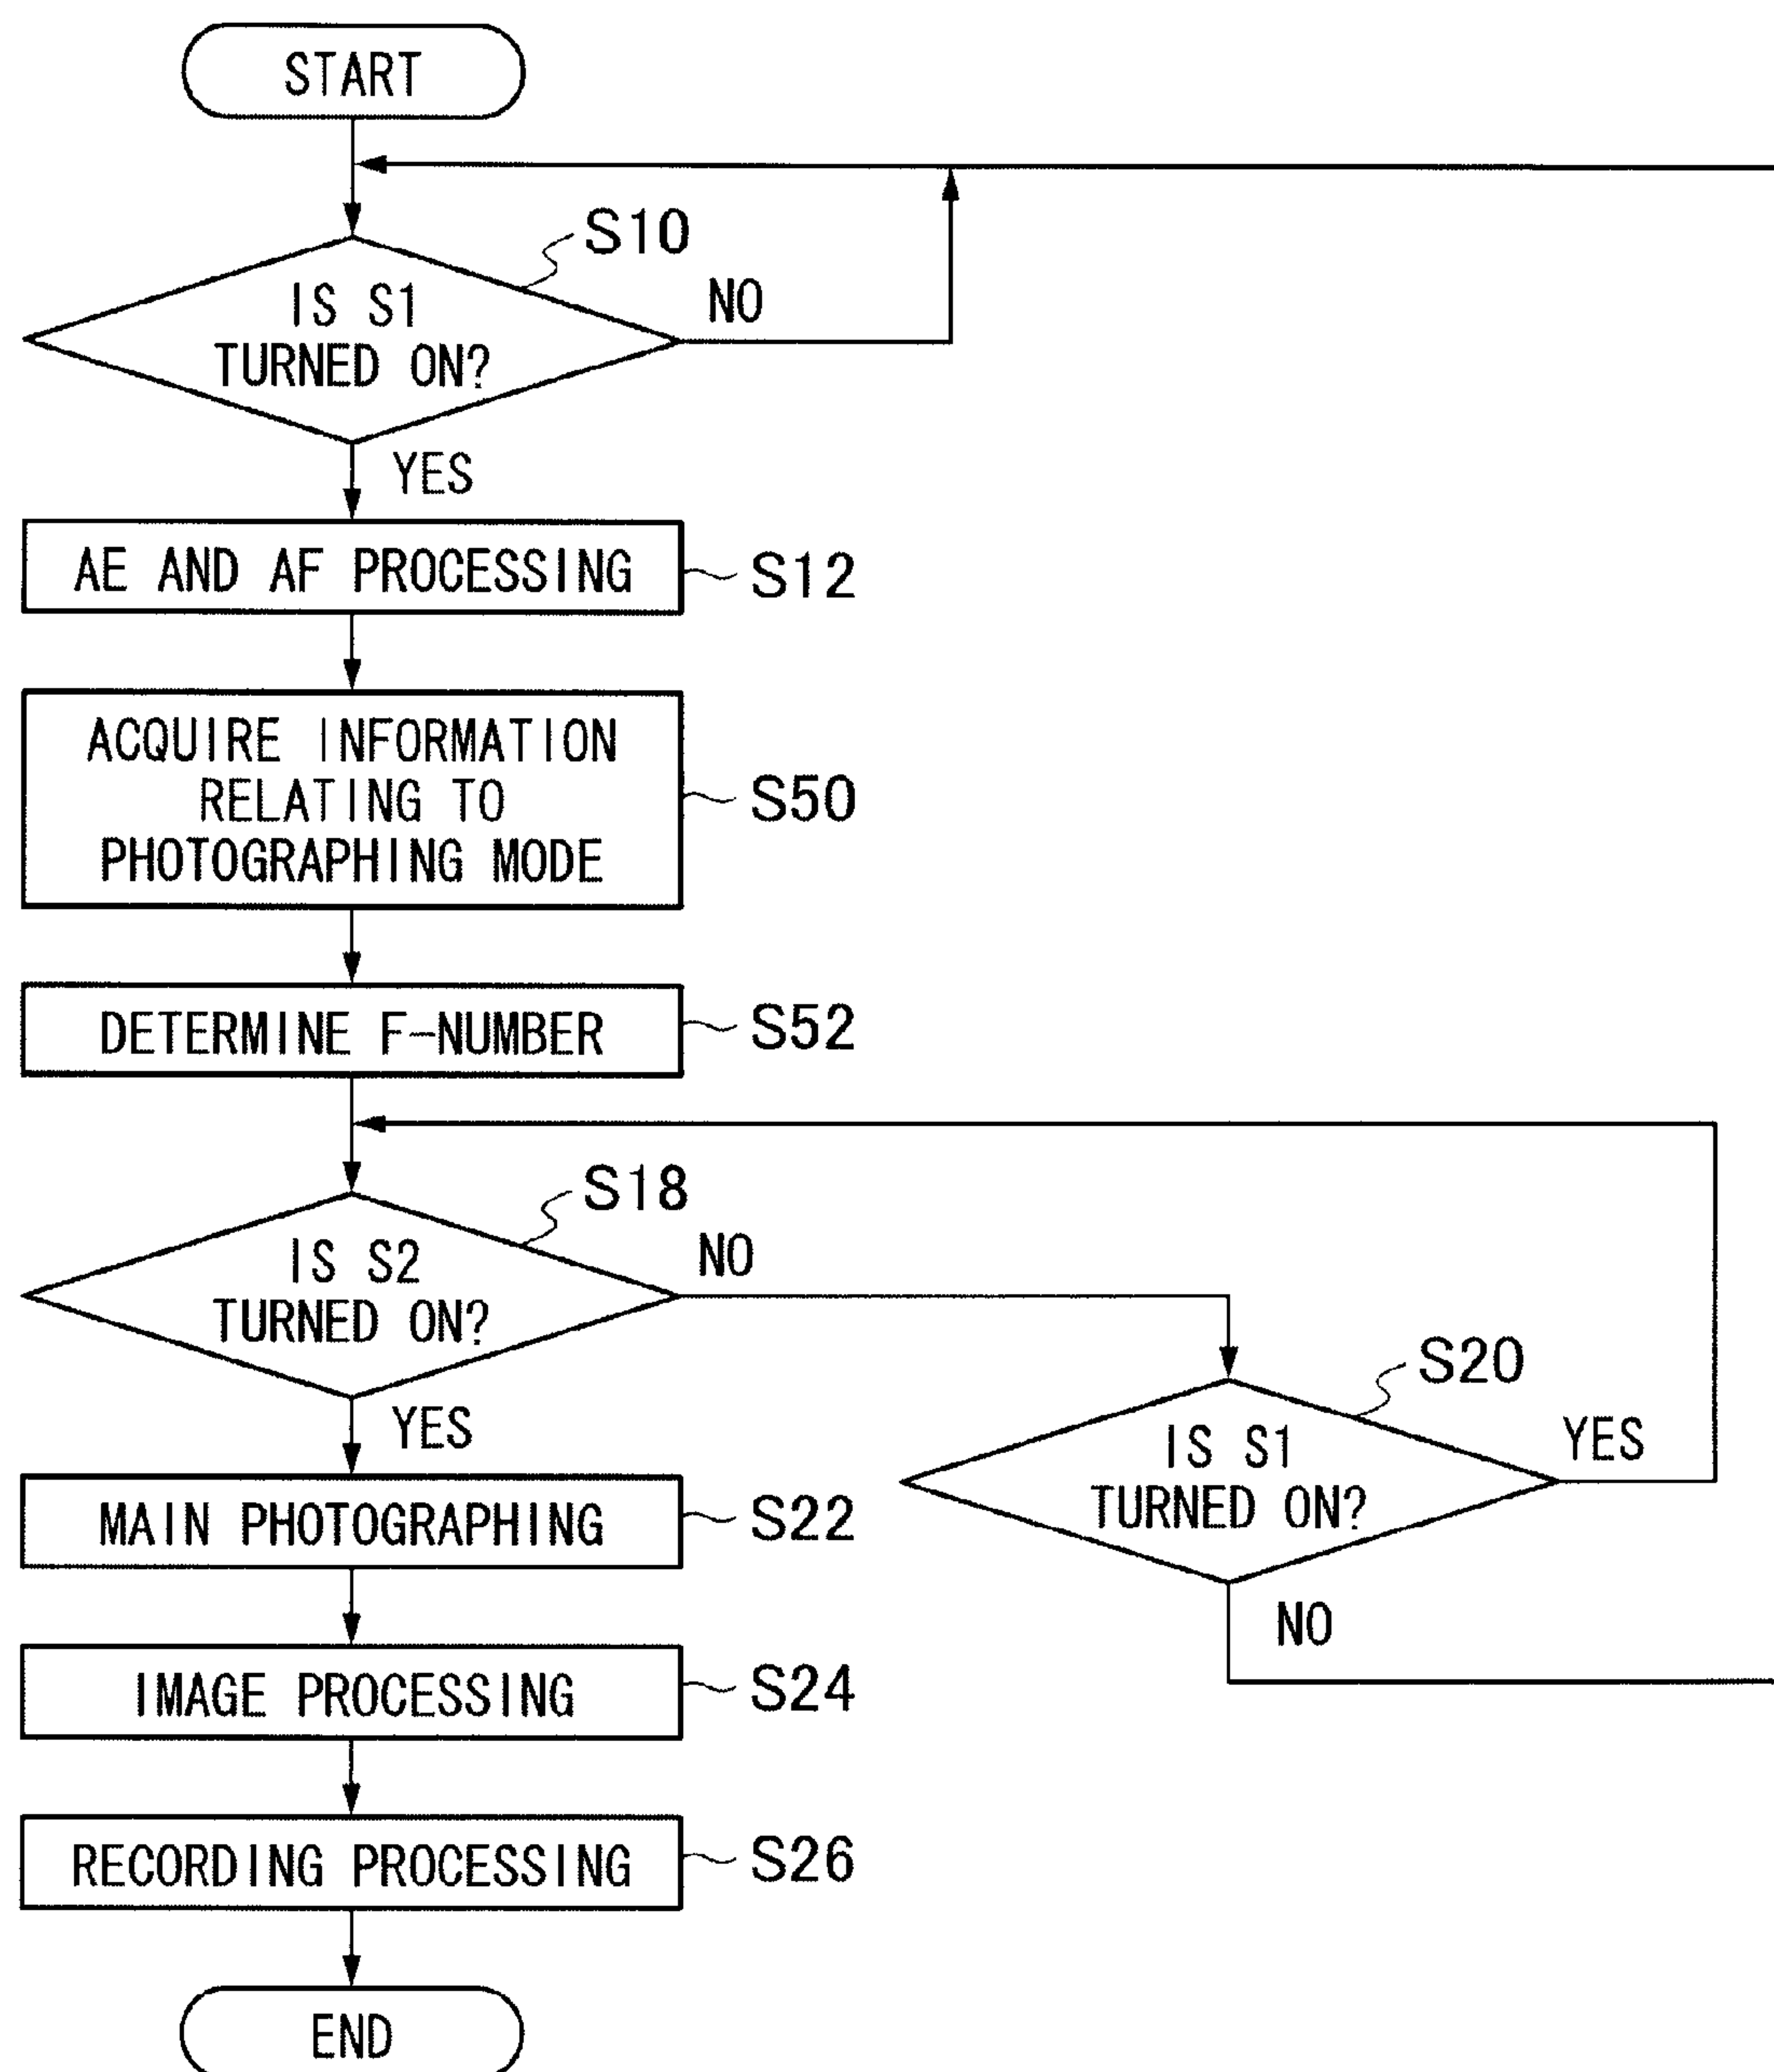 START
S10
IS S1
TURNED ON?
NO
YES
AE AND AF PROCESSING
S12
ACQUIRE INFORMATION
RELATING TO
PHOTOGRAPHING MODE
S50
DETERMINE F-NUMBER
S52
S18
IS S2
TURNED ON?
NO
S20
IS S1
TURNED ON?
YES
NO
YES
MAIN PHOTOGRAPHING
S22
IMAGE PROCESSING
S24
RECORDING PROCESSING
S26
END